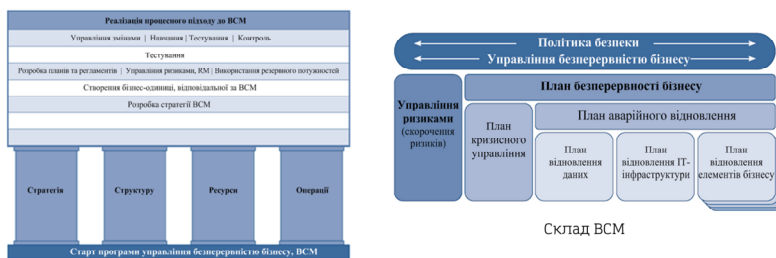 Реалізація процесного підходу до BCM
Управління змінами | Навчання | Тестування | Контроль
Тестування
Розробка планів та регламентів | Управління ризиками, RM | Використання резервного потужностей
Створення бізнес-одиниці, відповідальної за BCM
Розробка стратегії BCM
Стратегія
Структуру
Ресурси
Операції
Старт програми управління безперервністю бізнесу, BCM
Політика безпеки
Управління безперервністю бізнесу
Управління
ризиками
(скорочення
ризиків)
План безперервності бізнесу
План
кризисного
управління
План аварійного відновлення
План
відновлення
даних
План
відновлення ІТ-
інфраструктури
План
відновлення
елементів бізнесу
Склад BCM